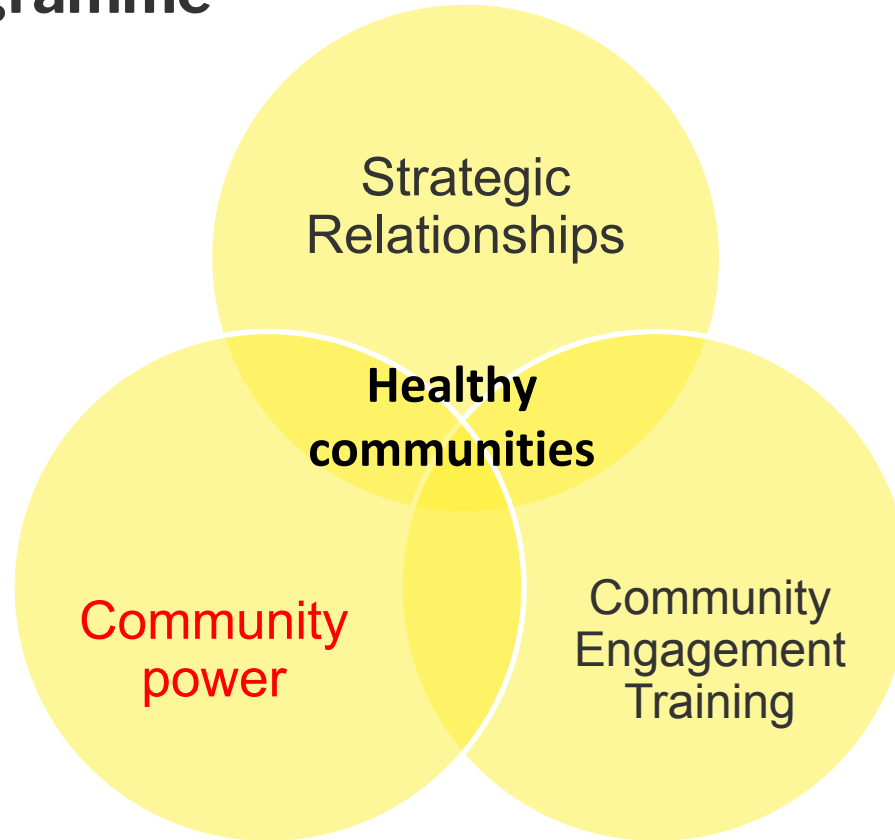 Strategic
Relationships
Healthy
communities
Community
power
Community
Engagement
Training